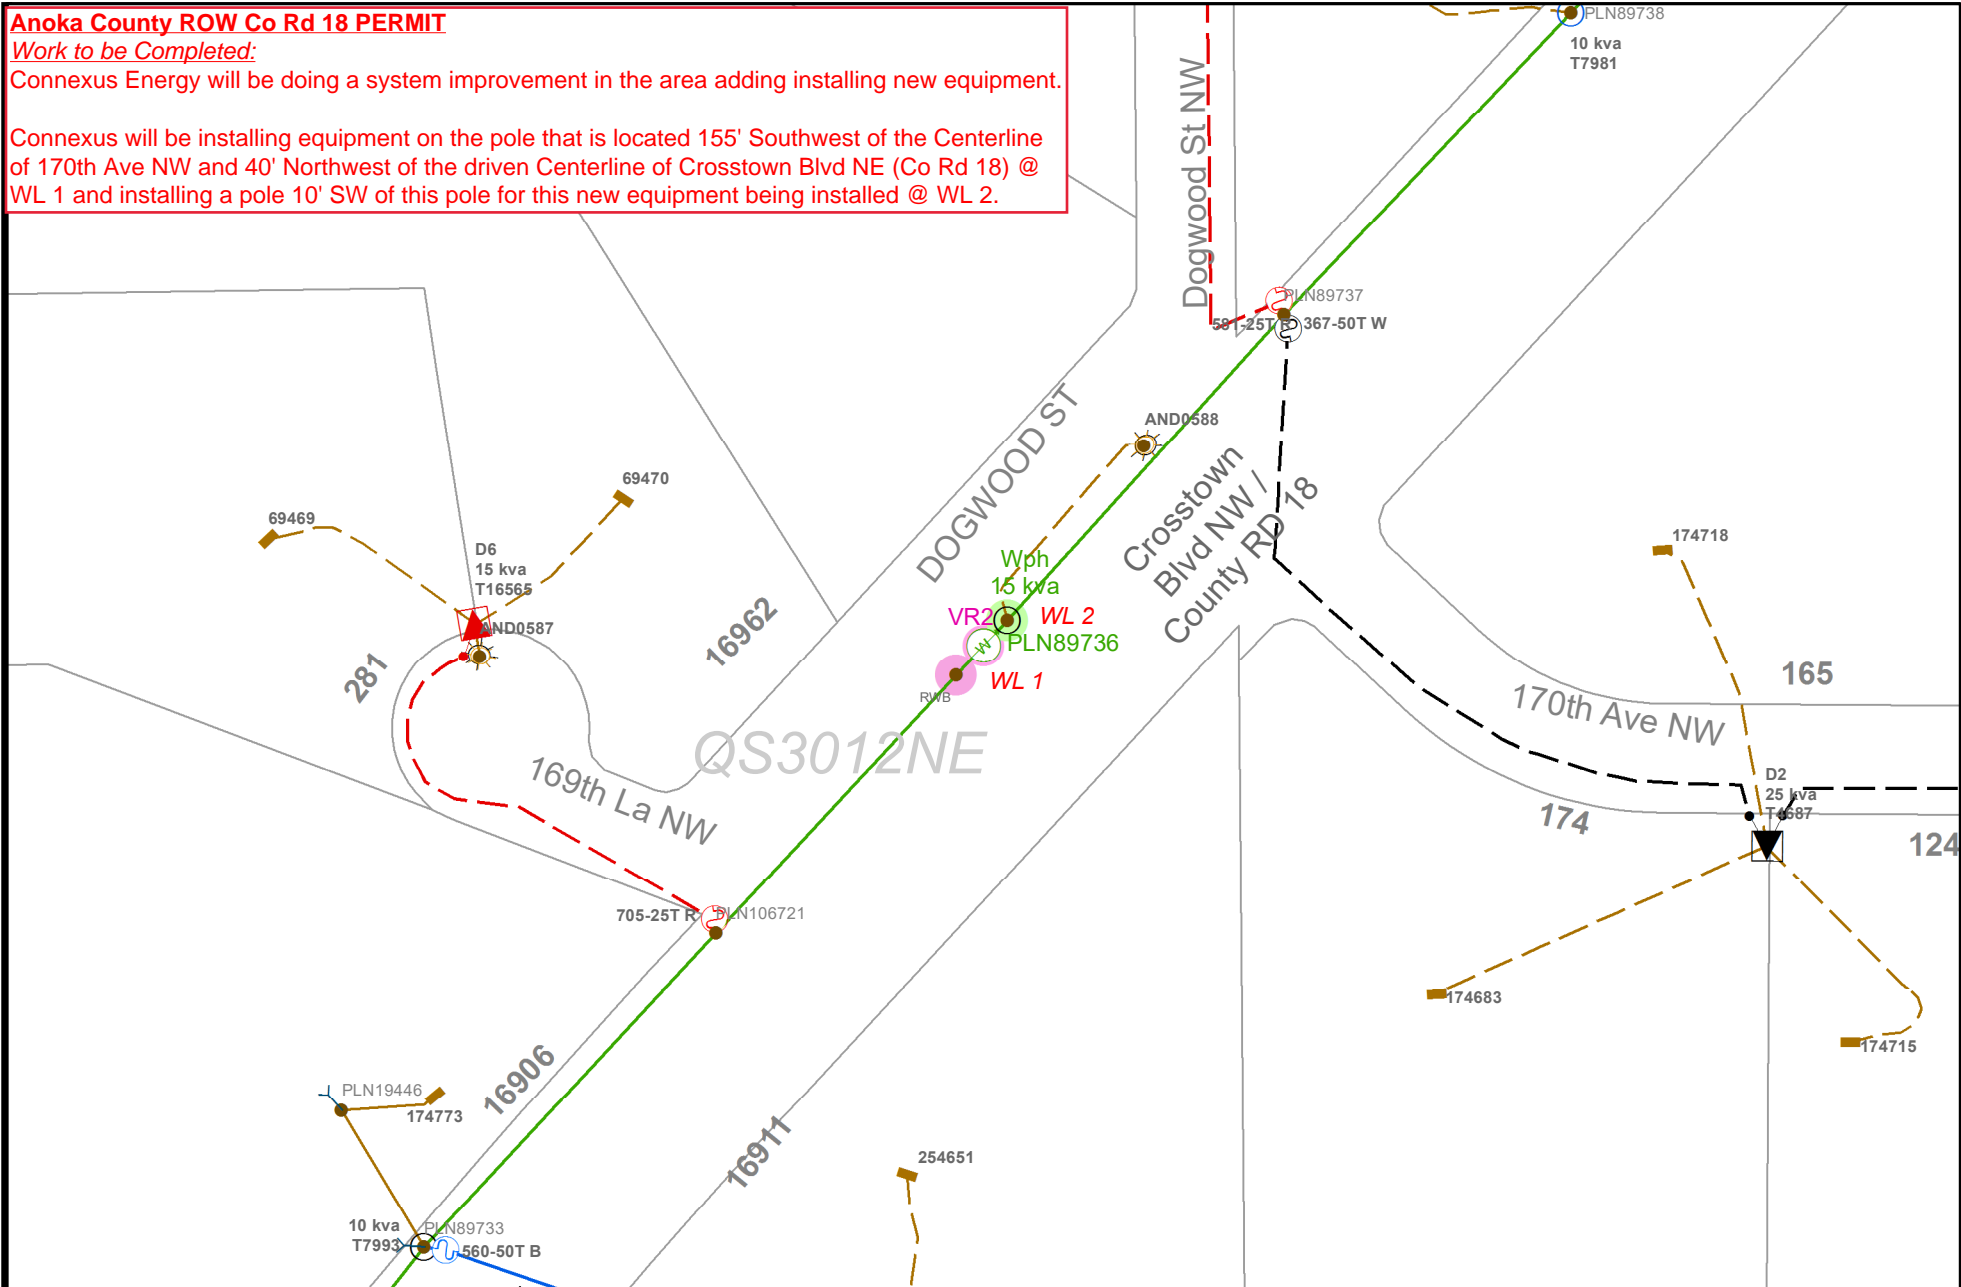 Anoka County ROW Co Rd 18 PERMIT
Work to be Completed:
Connexus Energy will be doing a system improvement in the area adding installing new equipment.
Connexus will be installing equipment on the pole that is located 155' Southwest of the Centerline
of 170th Ave NW and 40' Northwest of the driven Centerline of Crosstown Blvd NE (Co Rd 18) @
WL 1 and installing a pole 10' SW of this pole for this new equipment being installed @ WL 2.
PLN89738
10 kva
T7981
Dogwood St NW
PLN89737
581-25T R
367-50T W
DOGWOOD ST
AND0588
Crosstown
Blvd NW /
County RD 18
69470
69469
D6
15 kva
T16565
AND0587
281
16962
Wph
15 kva
VR2
WL 2
W
PLN89736
WL 1
RWB
QS3012NE
169th La NW
174718
165
170th Ave NW
D2
25 kva
T4687
174
124
705-25T R
PLN106721
174683
174715
16906
PLN19446
174773
16911
254651
10 kva
T7993
PLN89733
560-50T B